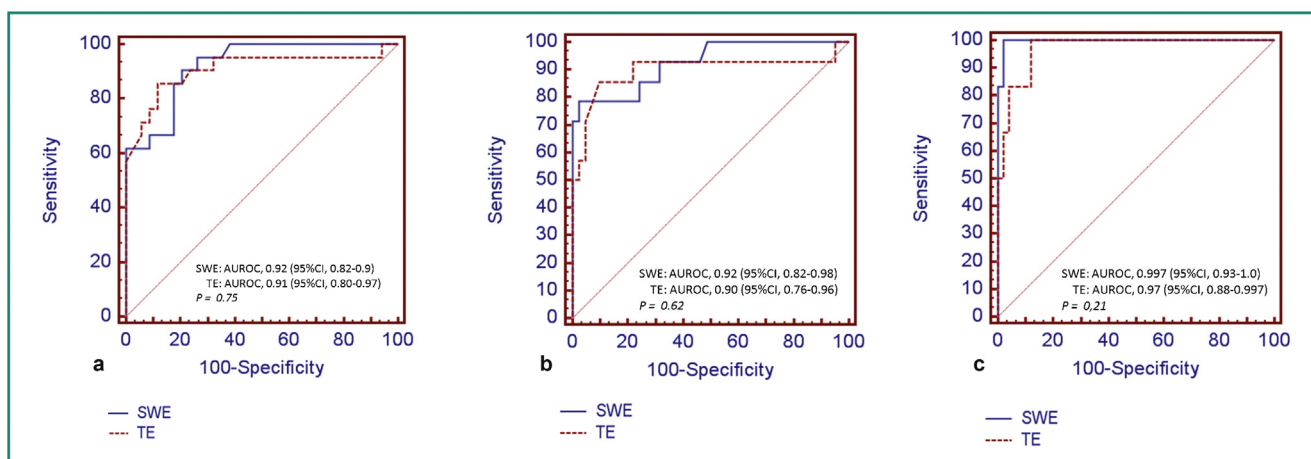 100
80
60
40
20
0
Sensitivity
SWE: AUROC, 0.92 (95%CI, 0.82-0.9)
TE: AUROC, 0.91 (95%CI, 0.80-0.97)
P = 0.75
0 20 40 60 80 100
100-Specificity
a
SWE
TE
100
90
80
70
60
50
40
30
20
10
0
Sensitivity
SWE: AUROC, 0.92 (95%CI, 0.82-0.98)
TE: AUROC, 0.90 (95%CI, 0.76-0.96)
P = 0.62
0 20 40 60 80 100
100-Specificity
b
SWE
TE
100
90
80
70
60
50
40
30
20
10
0
Sensitivity
SWE: AUROC, 0.997 (95%CI, 0.93-1.0)
TE: AUROC, 0.97 (95%CI, 0.88-0.997)
P = 0,21
0 20 40 60 80 100
100-Specificity
c
SWE
TE